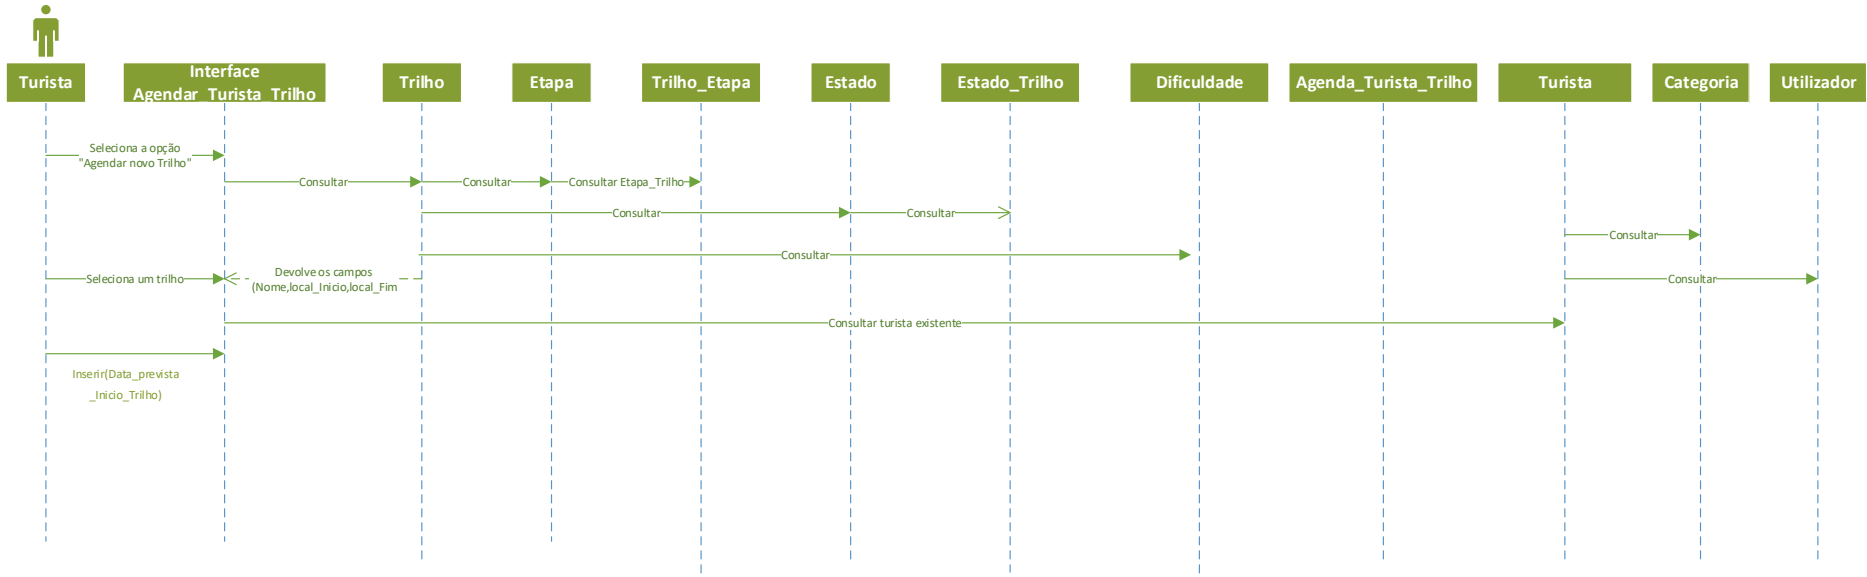 Turista
Interface
Agendar_Turista_Trilho
Trilho
Etapa
Trilho_Etapa
Estado
Estado_Trilho
Dificuldade
Agenda_Turista_Trilho
Turista
Categoria
Utilizador
Seleciona a opção
"Agendar novo Trilho"
Consultar
Consultar
Consultar Etapa_Trilho
Consultar
Consultar
Consultar
Consultar
Seleciona um trilho
Devolve os campos
(Nome,local_Inicio,local_Fim
Consultar
Consultar turista existente
Inserir(Data_prevista
_Inicio_Trilho)